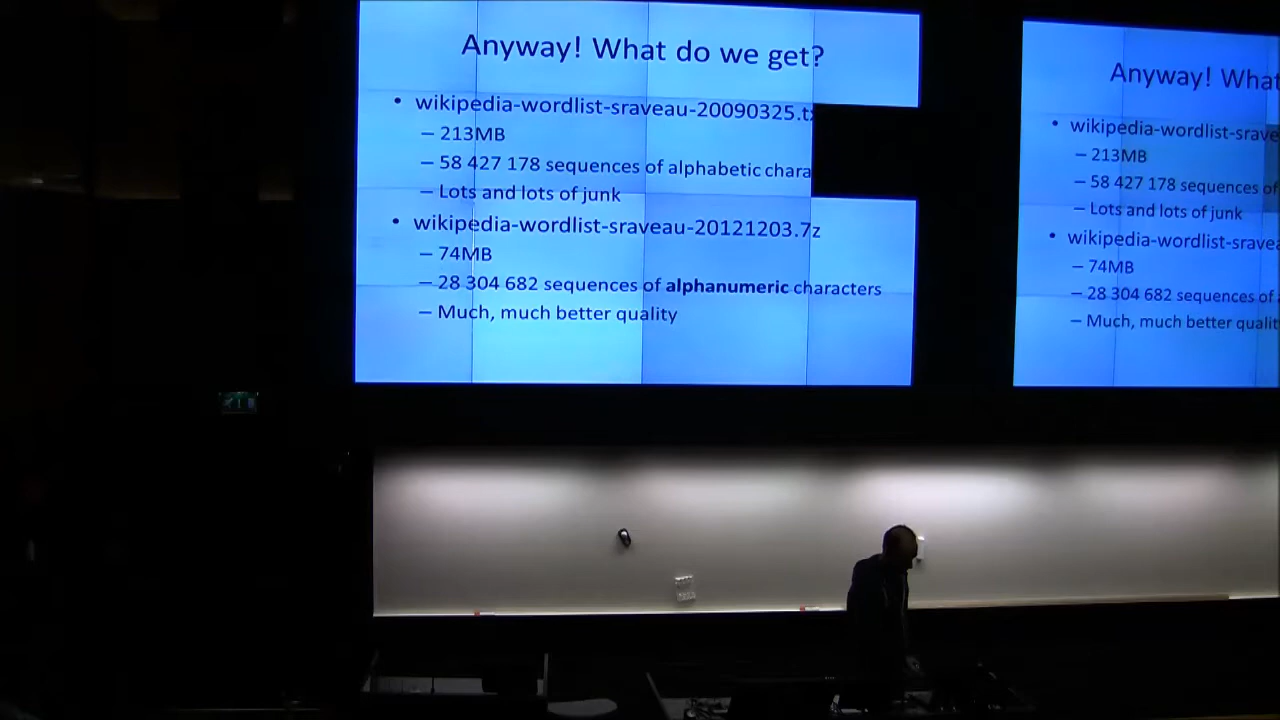 Anyway! What do we get?
• wikipedia-wordlist-sraveau-20090325.t
– 213MB
– 58 427 178 sequences of alphabetic chara
– Lots and lots of junk
• wikipedia-wordlist-sraveau-20121203.7z
– 74MB
– 28 304 682 sequences of alphanumeric characters
– Much, much better quality
Anyway! What
• wikipedia-wordlist-srave
– 213MB
– 58 427 178 sequences of
– Lots and lots of junk
• wikipedia-wordlist-sravea
– 74MB
– 28 304 682 sequences of
– Much, much better qualit